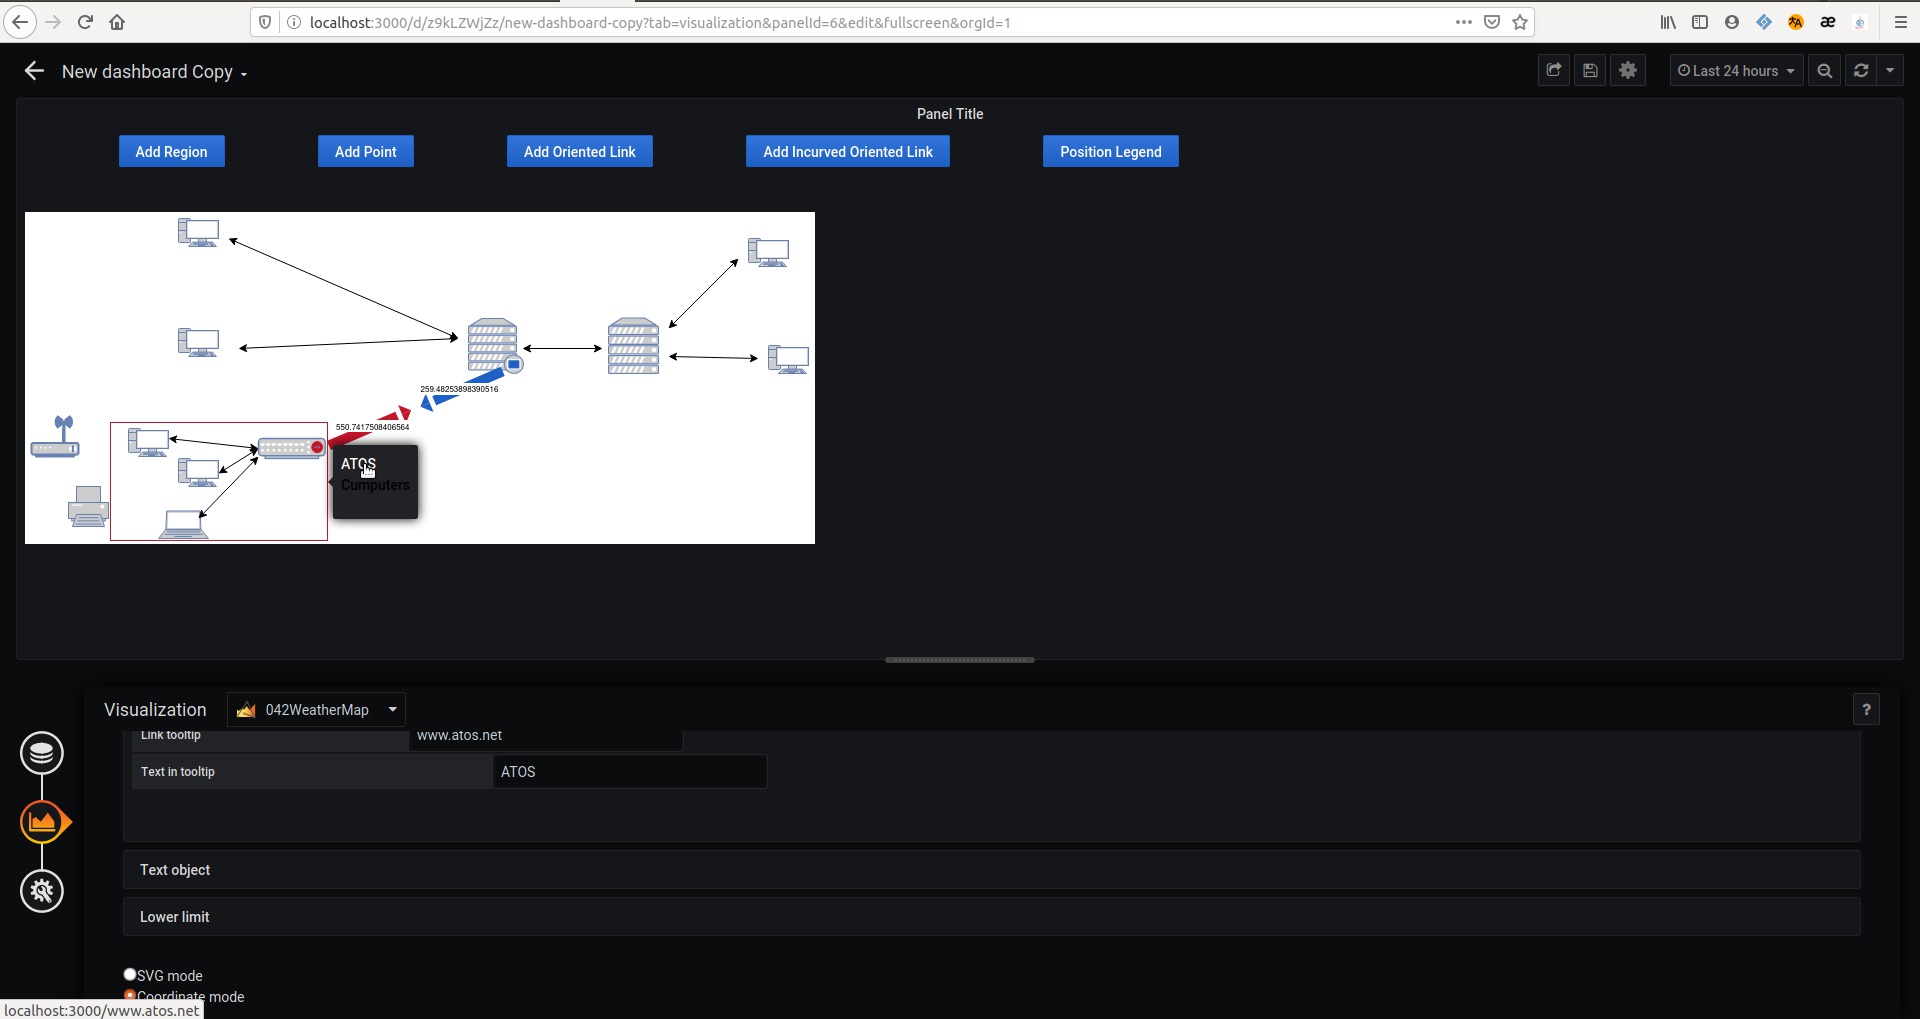 localhost:3000/d/z9kLZWjZz/new-dashboard-copy?tab=visualization&panelId=6&edit&fullscreen&orgId=1
New dashboard Copy
Last 24 hours
Panel Title
Add Region
Add Point
Add Oriented Link
Add Incurved Oriented Link
Position Legend
259.48253898390516
550.7417508406564
ATOS
Cumputers
Visualization
042WeatherMap
?
Link tooltip
www.atos.net
Text in tooltip
ATOS
Text object
Lower limit
SVG mode
Coordinate mode
localhost:3000/www.atos.net